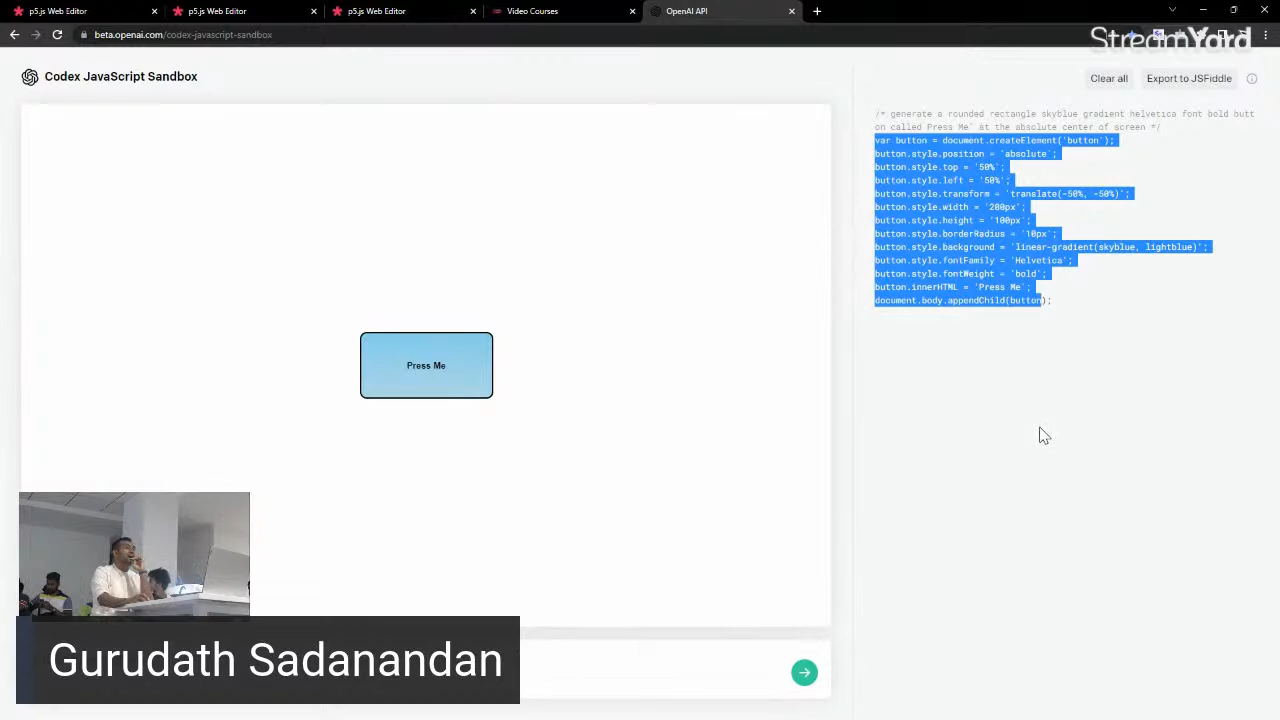 p5.js Web Editor
p5.js Web Editor
p5.js Web Editor
Video Courses
OpenAI API
beta.openai.com/codex-javascript-sandbox
StreamYard
Codex JavaScript Sandbox
Clear all
Export to JSFiddle
/* generate a rounded rectangle skyblue gradient helvetica font bold butt
on called Press Me` at the absolute center of screen */
var button = document.createElement('button');
button.style.position = 'absolute';
button.style.top = '50%';
button.style.left = '50%';
button.style.transform = 'translate(-50%, -50%)';
button.style.width = '200px';
button.style.height = '100px';
button.style.borderRadius = '10px';
button.style.background = 'linear-gradient(skyblue, lightblue)';
button.style.fontFamily = 'Helvetica';
button.style.fontWeight = 'bold';
button.innerHTML = 'Press Me';
document.body.appendChild(button);
Press Me
Gurudath Sadanandan